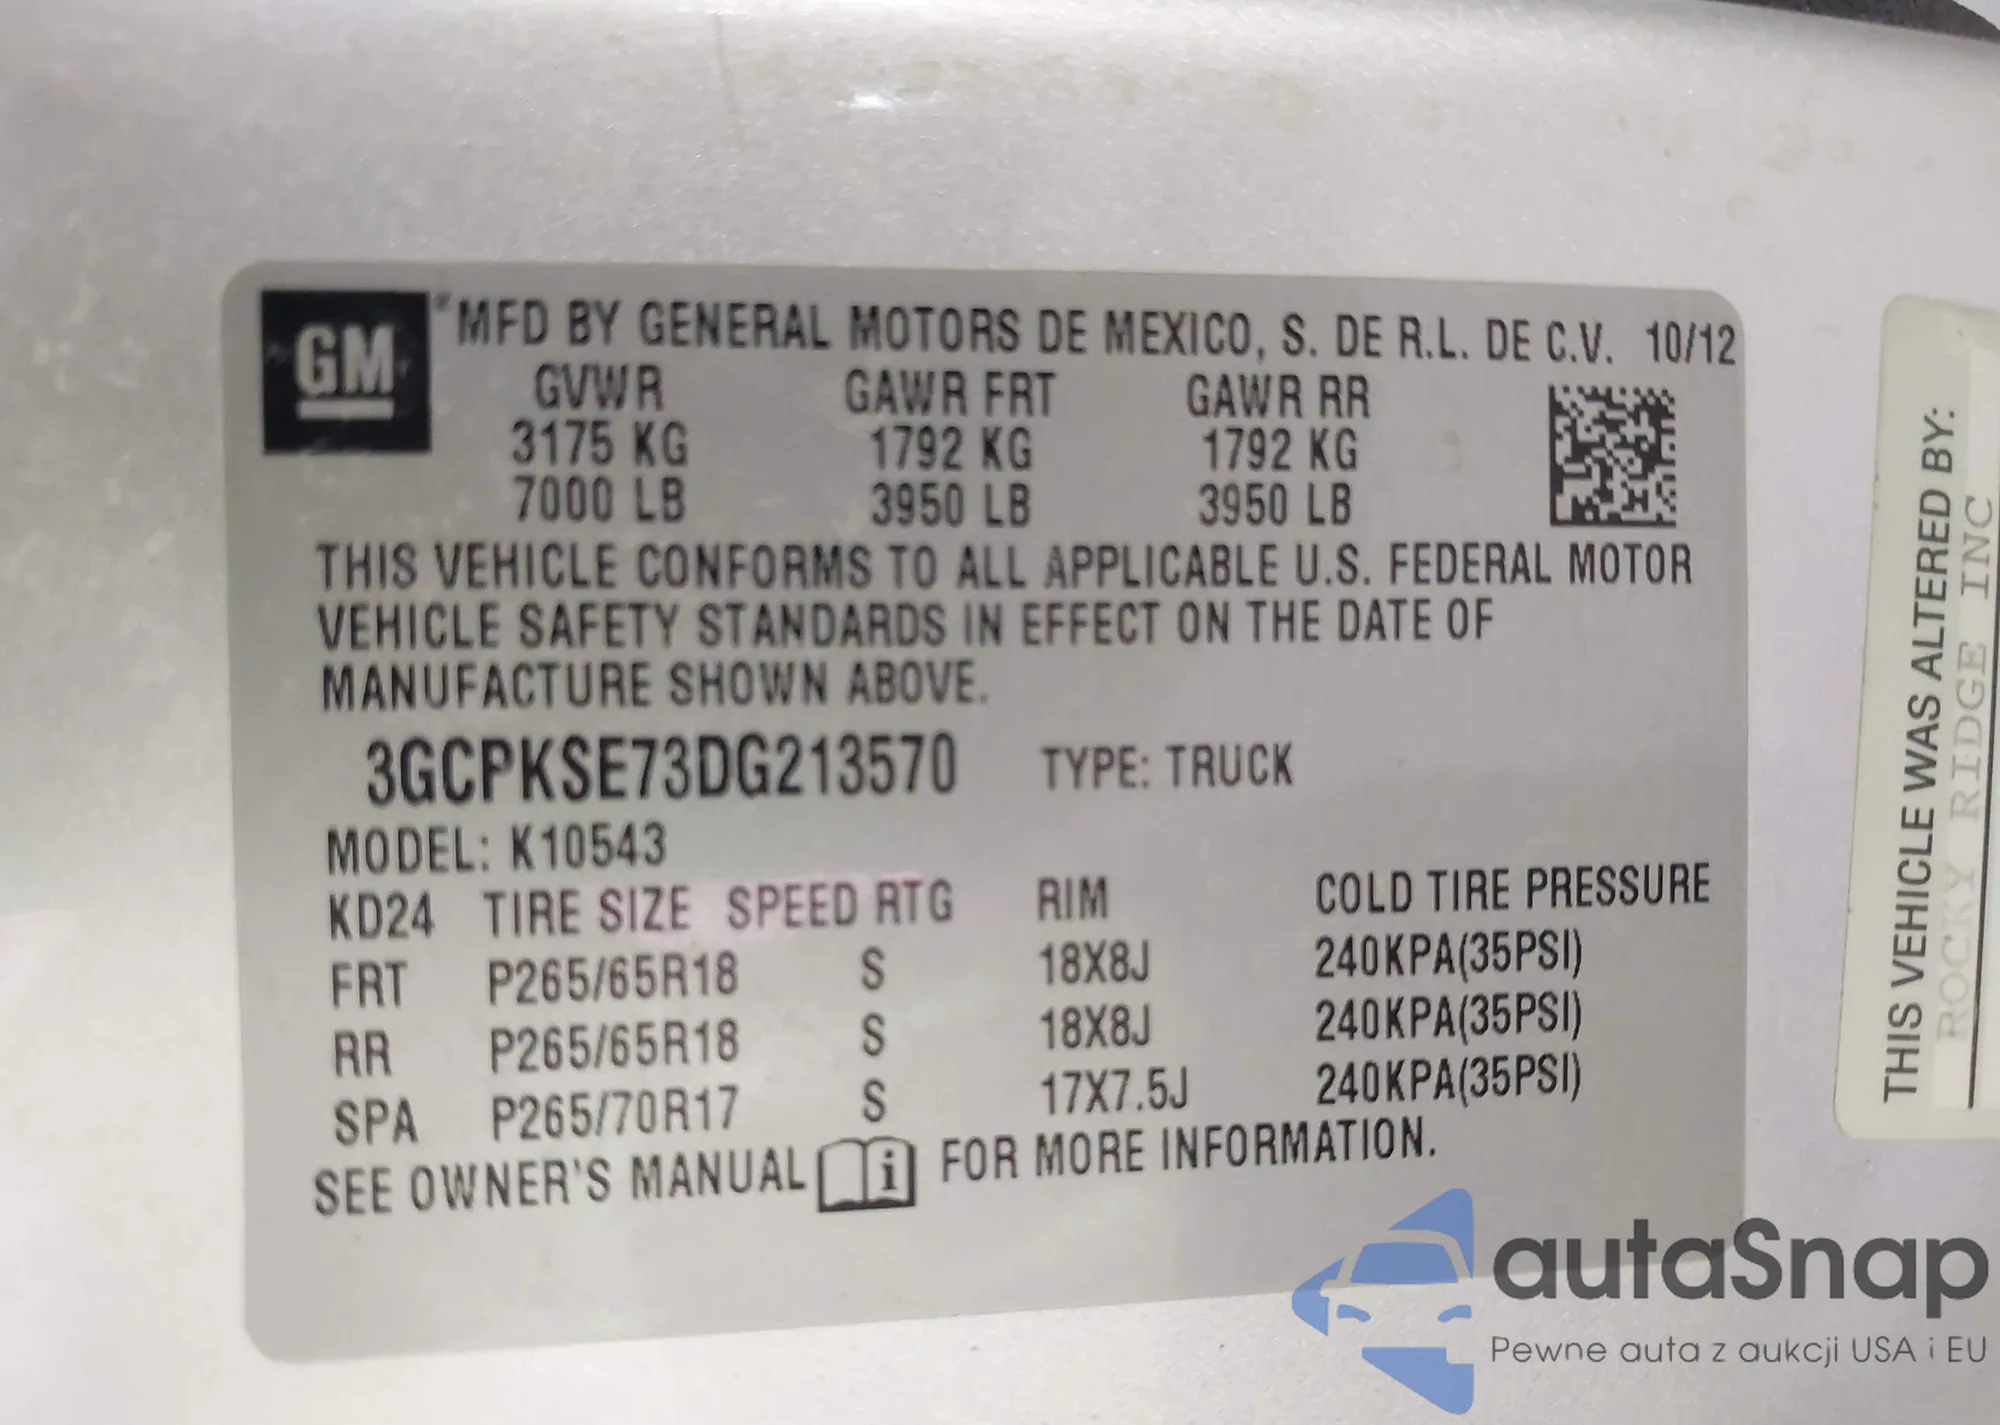 GM
MFD BY GENERAL MOTORS DE MEXICO, S. DE R.L. DE C.V. 10/12
GVWR GAWR FRT GAWR RR
3175 KG 1792 KG 1792 KG
7000 LB 3950 LB 3950 LB
THIS VEHICLE CONFORMS TO ALL APPLICABLE U.S. FEDERAL MOTOR
VEHICLE SAFETY STANDARDS IN EFFECT ON THE DATE OF
MANUFACTURE SHOWN ABOVE.
3GCPKSE73DG213570 TYPE: TRUCK
MODEL: K10543
KD24 TIRE SIZE SPEED RTG RIM COLD TIRE PRESSURE
FRT P265/65R18 S 18X8J 240KPA(35PSI)
RR P265/65R18 S 18X8J 240KPA(35PSI)
SPA P265/70R17 S 17X7.5J 240KPA(35PSI)
SEE OWNER'S MANUAL i FOR MORE INFORMATION.
THIS VEHICLE WAS ALTERED BY:
ROCKY RIDGE INC
autaSnap
Pewne auta z aukcji USA i EU